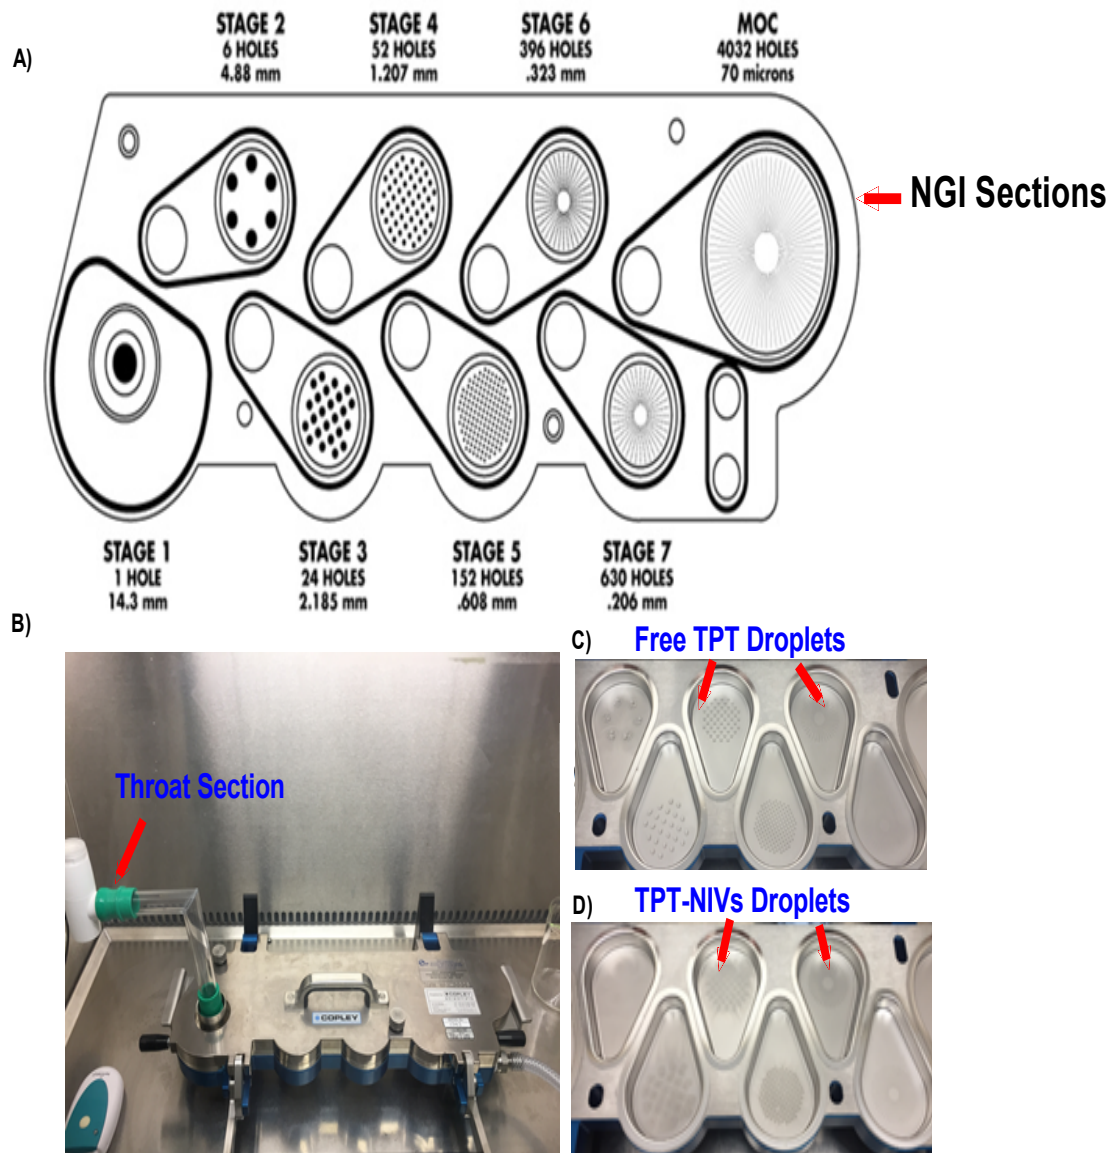 A)
STAGE 2
6 HOLES
4.88 mm
STAGE 4
52 HOLES
1.207 mm
STAGE 6
396 HOLES
.323 mm
MOC
4032 HOLES
70 microns
NGI Sections
STAGE 1
1 HOLE
14.3 mm
STAGE 3
24 HOLES
2.185 mm
STAGE 5
152 HOLES
.608 mm
STAGE 7
630 HOLES
.206 mm
B)
Throat Section
COPLEY
C)
Free TPT Droplets
D)
TPT-NIVs Droplets